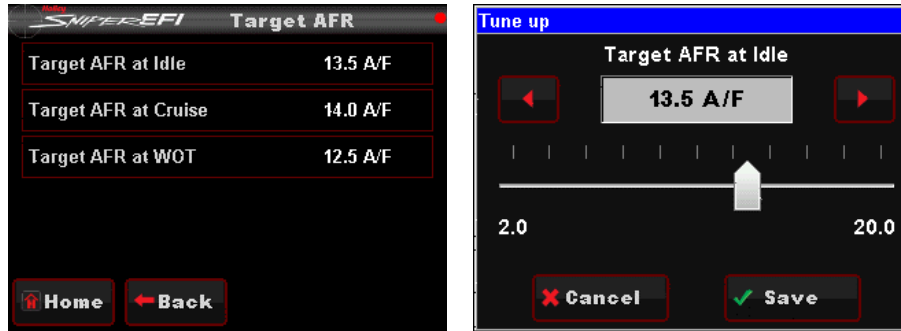 Holley
SNIPER EFI Target AFR
Target AFR at Idle 13.5 A/F
Target AFR at Cruise 14.0 A/F
Target AFR at WOT 12.5 A/F
Home Back
Tune up
Target AFR at Idle
13.5 A/F
2.0 20.0
Cancel Save